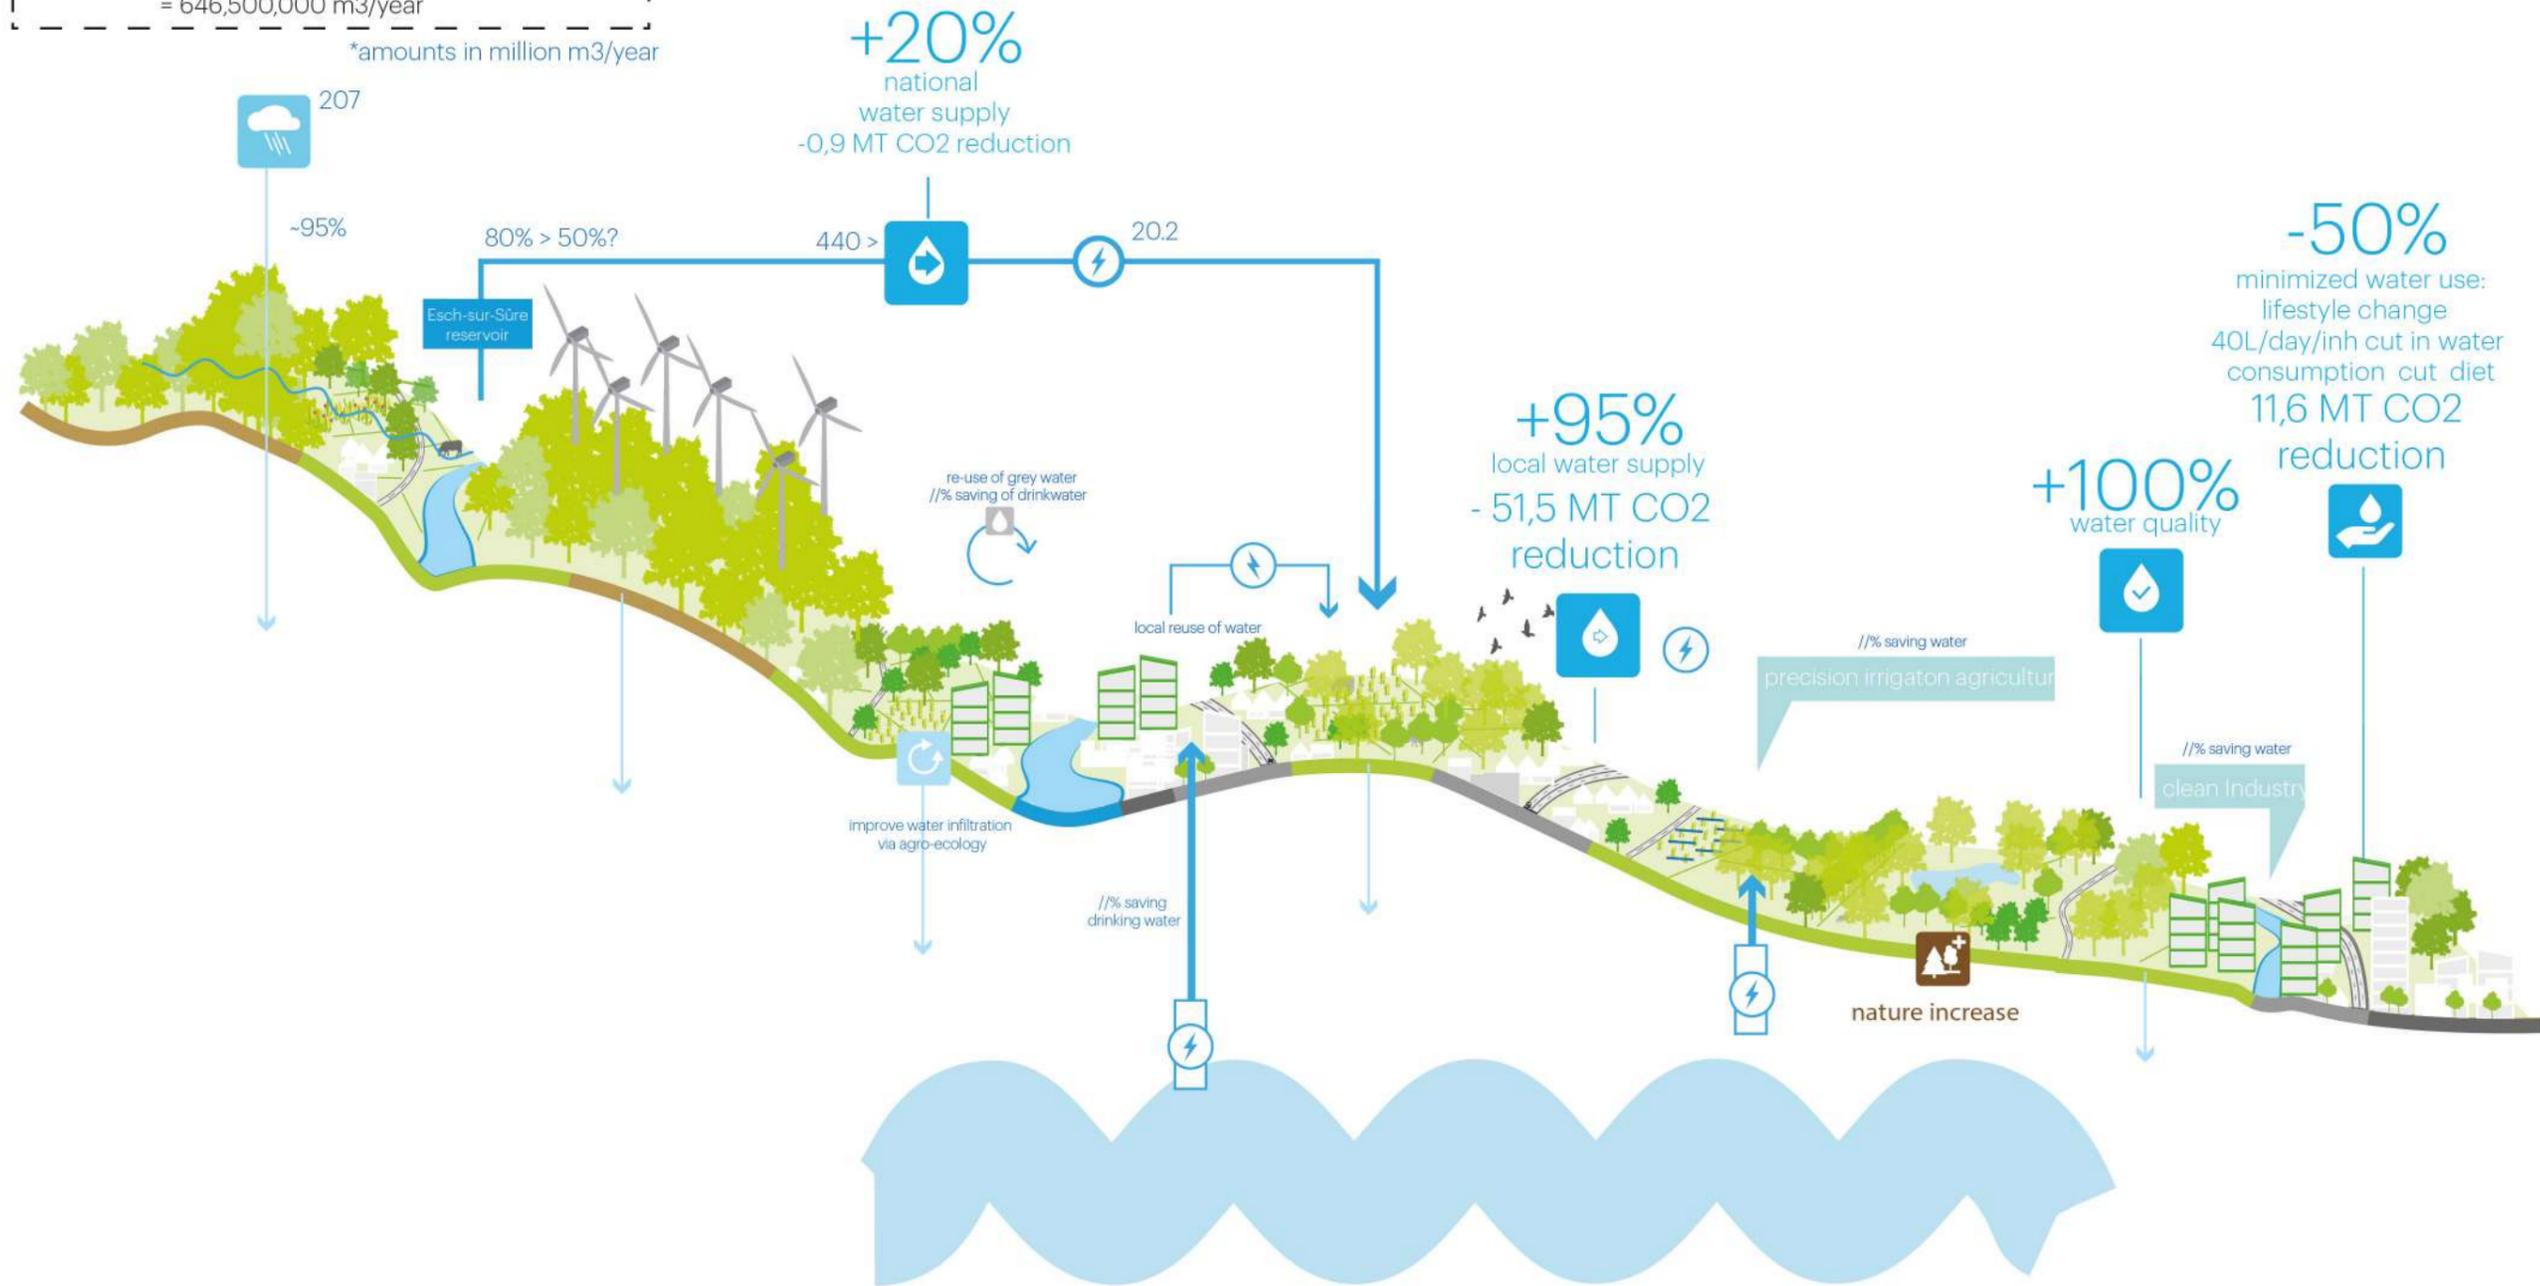 = 646,500,000 m3/year
*amounts in million m3/year
207
~95%
+20%
national
water supply
-0,9 MT CO2 reduction
80% > 50%?
440 >
20.2
Esch-sur-Sûre
reservoir
-50%
minimized water use:
lifestyle change
40L/day/inh cut in water
consumption cut diet
11,6 MT CO2
reduction
+95%
local water supply
- 51,5 MT CO2
reduction
+100%
water quality
re-use of grey water
//% saving of drinkwater
local reuse of water
//% saving water
precision irrigaton agricultur
//% saving water
clean Industry
improve water infiltration
via agro-ecology
//% saving
drinking water
nature increase